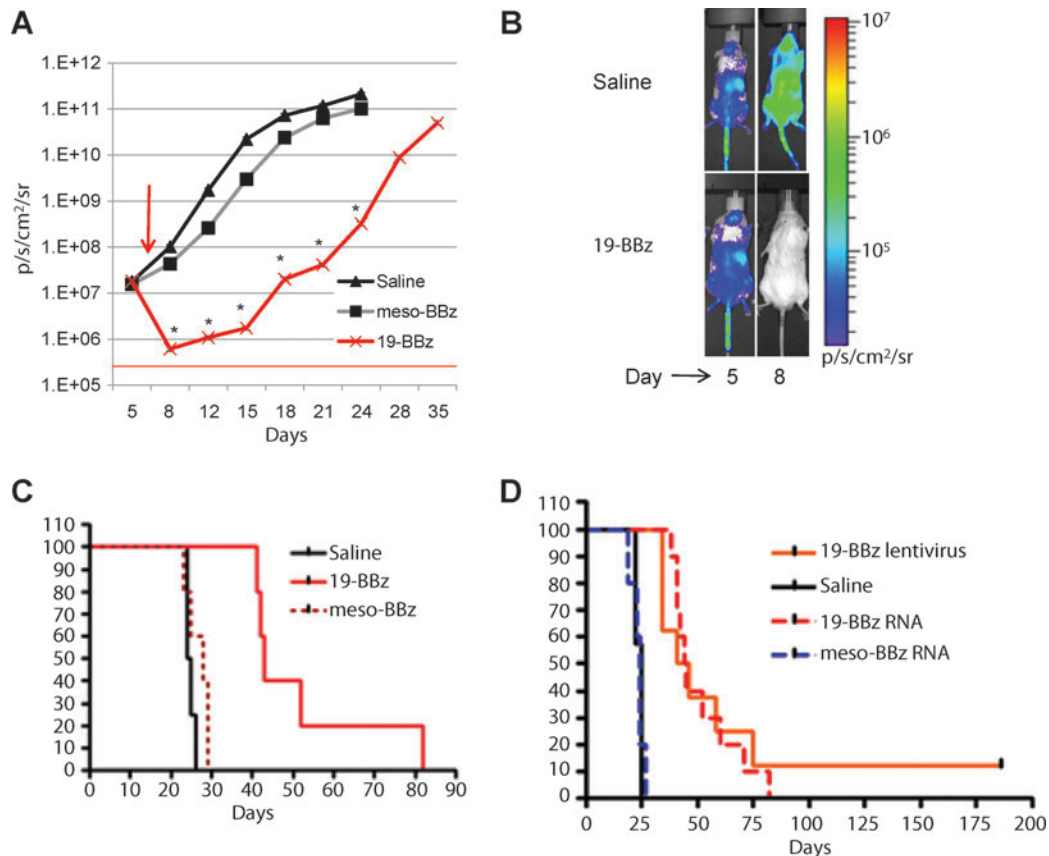 A
1.E+12
1.E+11
1.E+10
1.E+09
1.E+08
1.E+07
1.E+06
1.E+05
p/s/cm²/sr
* * * * * * *
Saline
meso-BBz
19-BBz
5 8 12 15 18 21 24 28 35
Days
B
Saline
19-BBz
Day → 5 8
10⁷
10⁶
10⁵
p/s/cm²/sr
C
110
100
90
80
70
60
50
40
30
20
10
0
0 10 20 30 40 50 60 70 80 90
Days
Saline
19-BBz
meso-BBz
D
110
100
90
80
70
60
50
40
30
20
10
0
0 25 50 75 100 125 150 175 200
Days
19-BBz lentivirus
Saline
19-BBz RNA
meso-BBz RNA